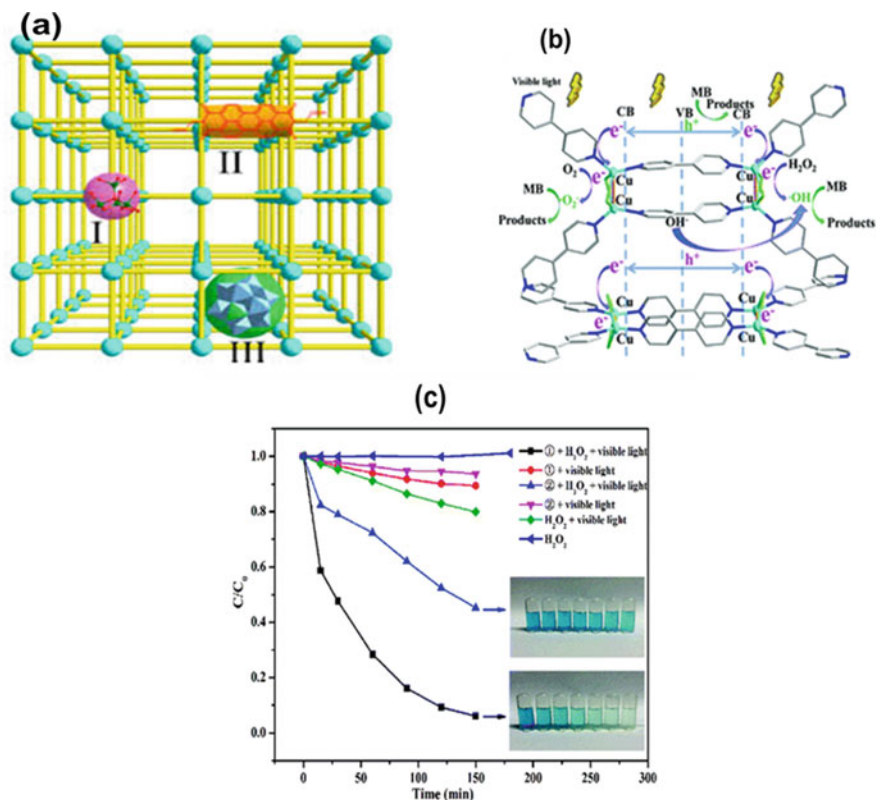 (a)
I
II
III
(b)
Visible light
CB
VB
MB
Products
CB
e⁻
h⁺
e⁻
O₂
e⁻
Cu
Cu
e⁻
H₂O₂
MB
O₂⁻
Cu
Cu
·OH
MB
Products
OH⁻
Products
e⁻
h⁺
e⁻
Cu
Cu
e⁻
e⁻
Cu
Cu
(c)
① + H₂O₂ + visible light
① + visible light
② + H₂O₂ + visible light
② + visible light
H₂O₂ + visible light
H₂O₂
C/C₀
1.0
0.8
0.6
0.4
0.2
0.0
0
50
100
150
200
250
300
Time (min)